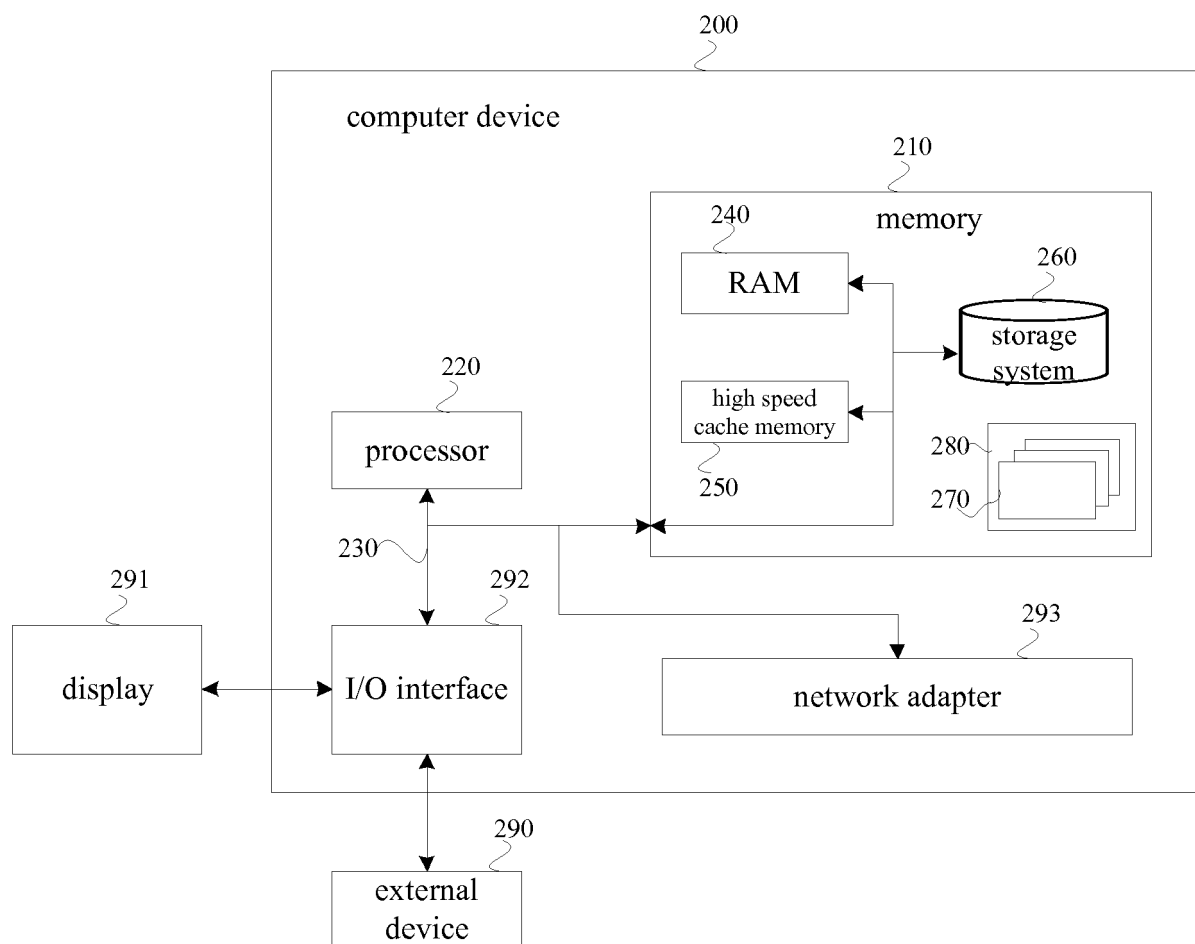 200
computer device
210
memory
240
RAM
260
storage
system
220
processor
high speed
cache memory
250
280
270
230
291
display
292
I/O interface
293
network adapter
290
external
device